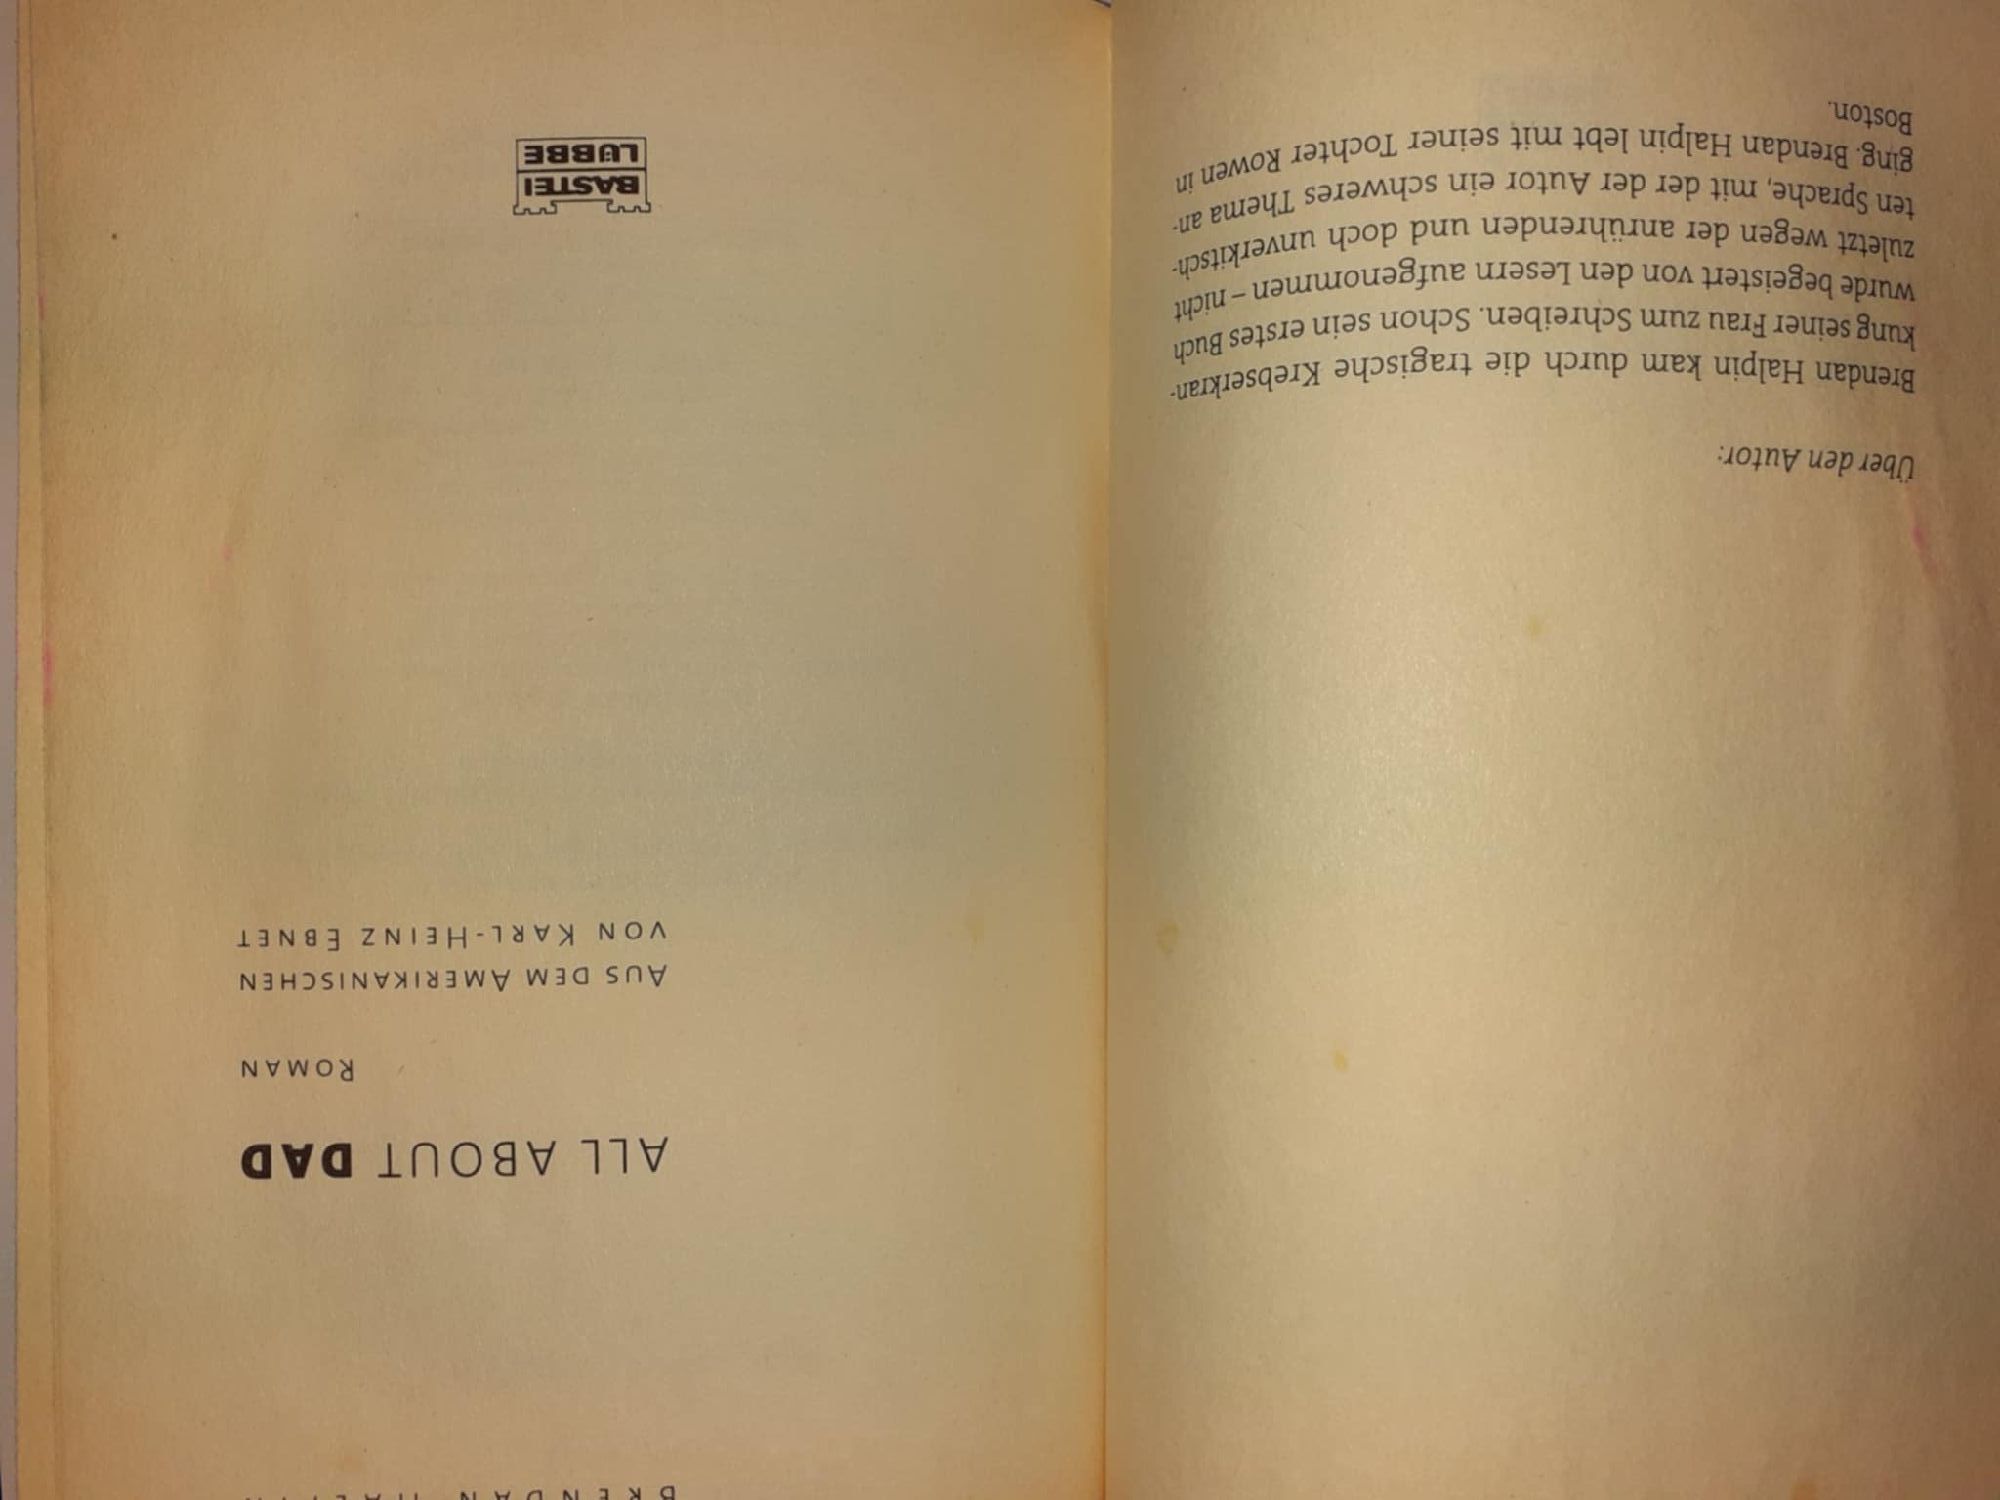 Über den Autor:
Brendan Halpin kam durch die tragische Krebserkran-
kung seiner Frau zum Schreiben. Schon sein erstes Buch
wurde begeistert von den Lesern aufgenommen – nicht
zuletzt wegen der anrührenden und doch unverkitsch-
ten Sprache, mit der der Autor ein schweres Thema an-
ging. Brendan Halpin lebt mit seiner Tochter Rowen in
Boston.
BRENDAN HALPIN
ALL ABOUT DAD
ROMAN
AUS DEM AMERIKANISCHEN
VON KARL-HEINZ EBNET
BASTEI
LÜBBE